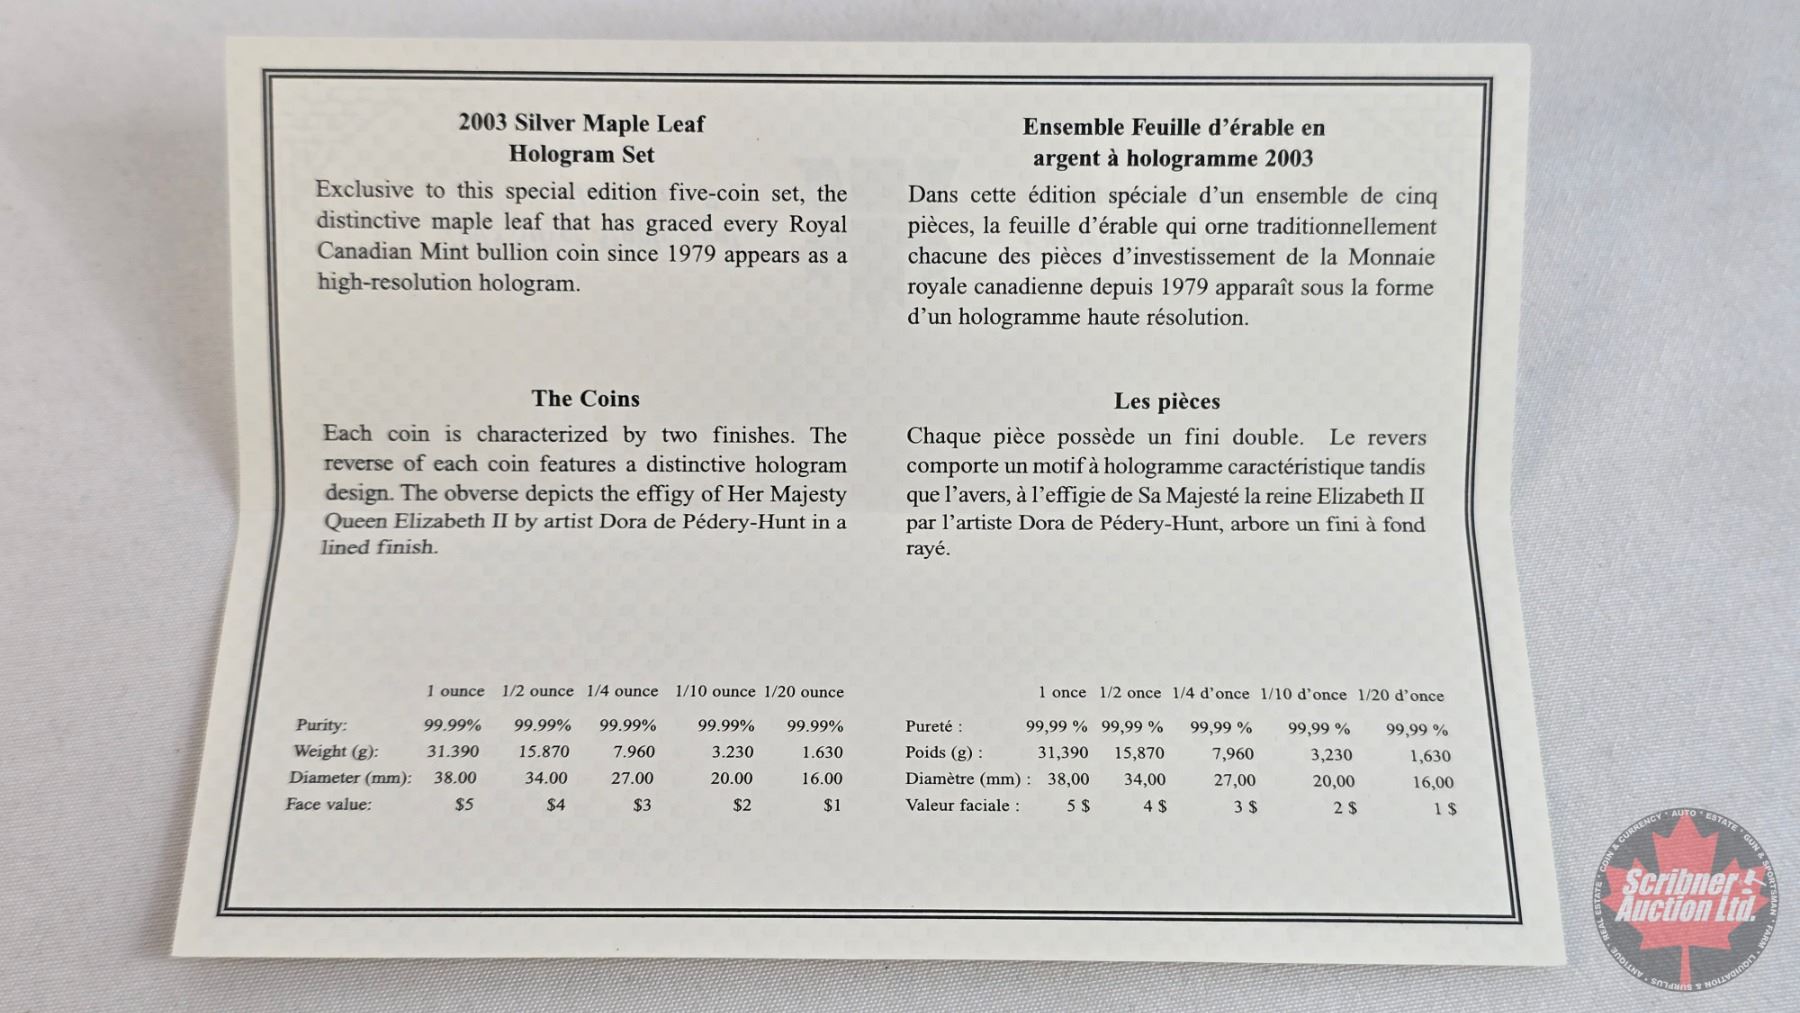 2003 Silver Maple Leaf
Hologram Set
Exclusive to this special edition five-coin set, the
distinctive maple leaf that has graced every Royal
Canadian Mint bullion coin since 1979 appears as a
high-resolution hologram.
The Coins
Each coin is characterized by two finishes. The
reverse of each coin features a distinctive hologram
design. The obverse depicts the effigy of Her Majesty
Queen Elizabeth II by artist Dora de Pédery-Hunt in a
lined finish.
1 ounce 1/2 ounce 1/4 ounce 1/10 ounce 1/20 ounce
Purity: 99.99% 99.99% 99.99% 99.99% 99.99%
Weight (g): 31.390 15.870 7.960 3.230 1.630
Diameter (mm): 38.00 34.00 27.00 20.00 16.00
Face value: $5 $4 $3 $2 $1
Ensemble Feuille d'érable en
argent à hologramme 2003
Dans cette édition spéciale d'un ensemble de cinq
pièces, la feuille d'érable qui orne traditionnellement
chacune des pièces d'investissement de la Monnaie
royale canadienne depuis 1979 apparaît sous la forme
d'un hologramme haute résolution.
Les pièces
Chaque pièce possède un fini double. Le revers
comporte un motif à hologramme caractéristique tandis
que l'avers, à l'effigie de Sa Majesté la reine Elizabeth II
par l'artiste Dora de Pédery-Hunt, arbore un fini à fond
rayé.
1 once 1/2 once 1/4 d'once 1/10 d'once 1/20 d'once
Pureté : 99,99 % 99,99 % 99,99 % 99,99 % 99,99 %
Poids (g) : 31,390 15,870 7,960 3,230 1,630
Diamètre (mm) : 38,00 34,00 27,00 20,00 16,00
Valeur faciale : 5 $ 4 $ 3 $ 2 $ 1 $
Scribner
Auction Ltd.
ANTIQUE · REAL ESTATE · COIN & CURRENCY · AUTO · ESTATE · GUN & SPORTSMAN · FARM · LIQUIDATION & SURPLUS ·